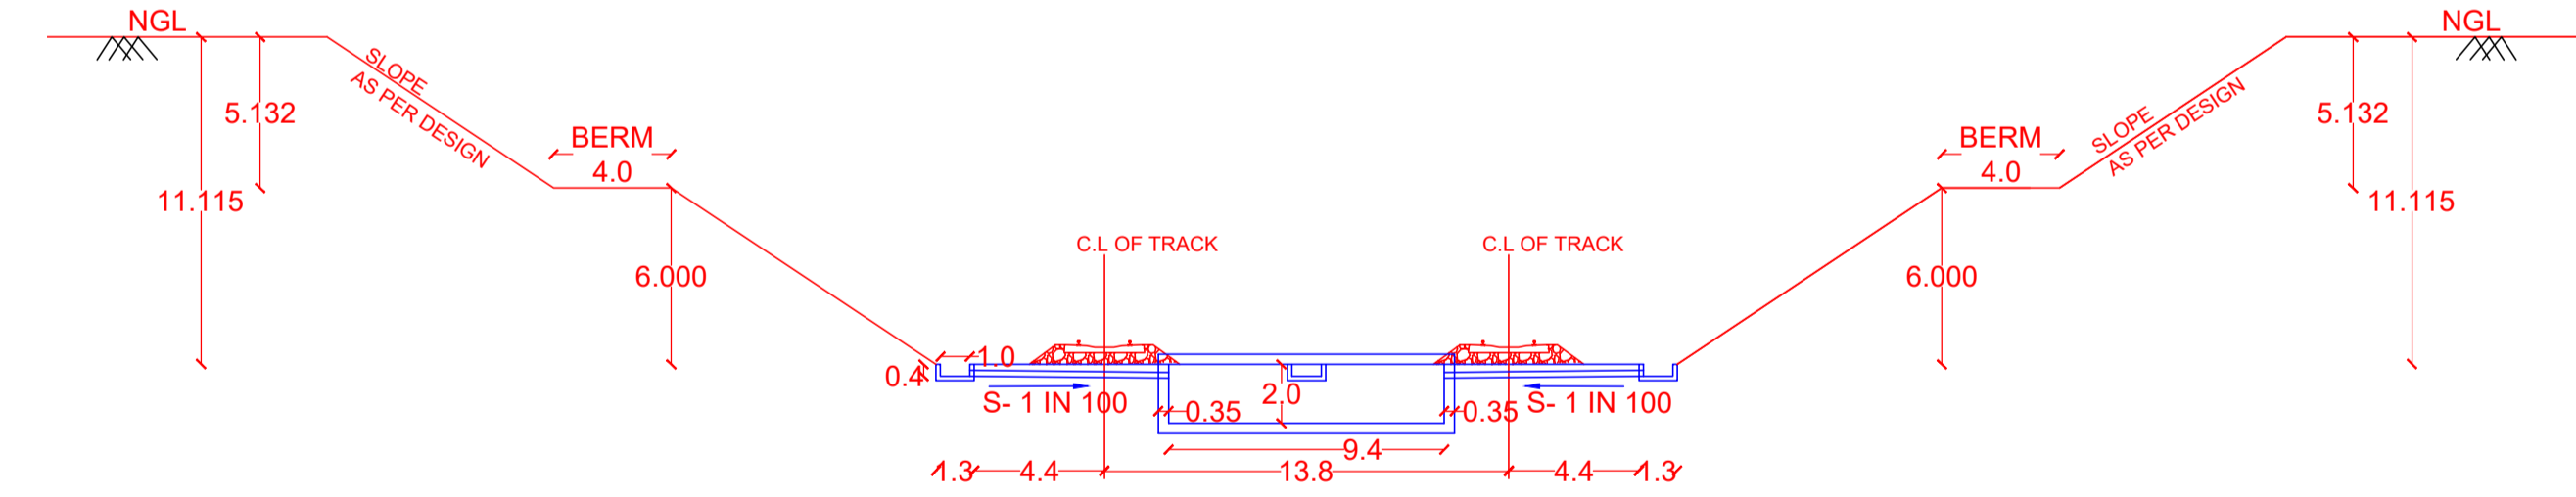 NGL
NGL
SLOPE
AS PER DESIGN
SLOPE
AS PER DESIGN
5.132
5.132
BERM
4.0
BERM
4.0
11.115
11.115
C.L OF TRACK
C.L OF TRACK
6.000
6.000
1.0
0.4
S- 1 IN 100
0.35
2.0
0.35
S- 1 IN 100
9.4
1.3
4.4
13.8
4.4
1.3